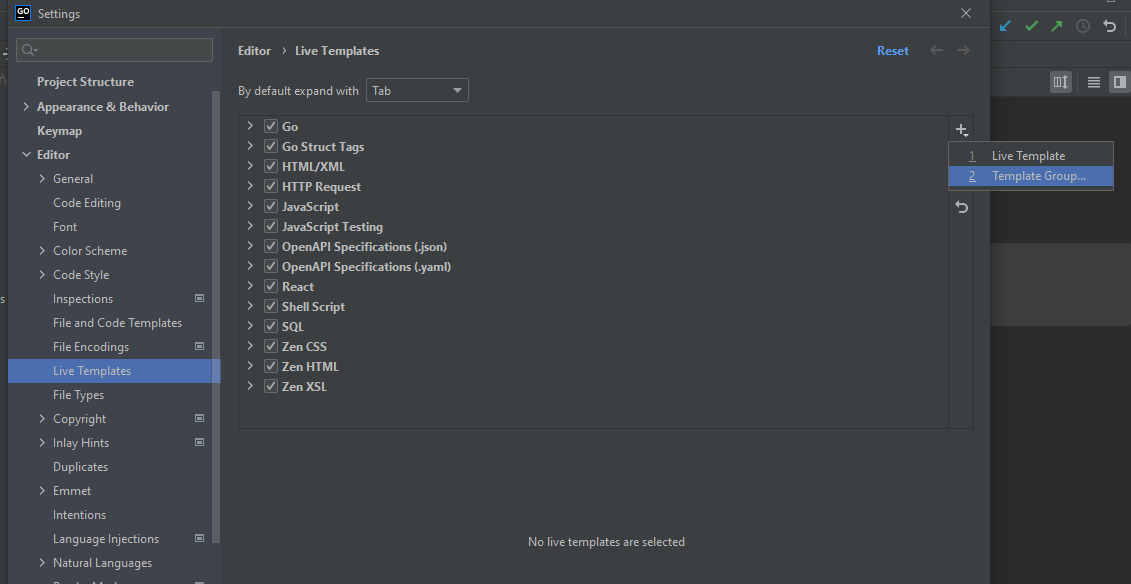 GO Settings
Editor › Live Templates
Reset
By default expand with Tab
Project Structure
Appearance & Behavior
Keymap
Editor
General
Code Editing
Font
Color Scheme
Code Style
Inspections
File and Code Templates
File Encodings
Live Templates
File Types
Copyright
Inlay Hints
Duplicates
Emmet
Intentions
Language Injections
Natural Languages
Go
Go Struct Tags
HTML/XML
HTTP Request
JavaScript
JavaScript Testing
OpenAPI Specifications (.json)
OpenAPI Specifications (.yaml)
React
Shell Script
SQL
Zen CSS
Zen HTML
Zen XSL
1 Live Template
2 Template Group...
No live templates are selected